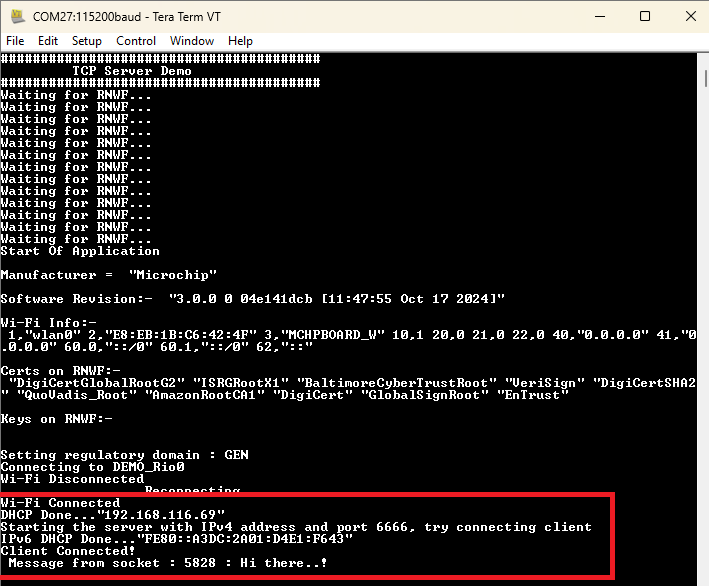 COM27:115200baud - Tera Term VT
File Edit Setup Control Window Help
########################################
TCP Server Demo
########################################
Waiting for RNWF...
Waiting for RNWF...
Waiting for RNWF...
Waiting for RNWF...
Waiting for RNWF...
Waiting for RNWF...
Waiting for RNWF...
Waiting for RNWF...
Waiting for RNWF...
Waiting for RNWF...
Waiting for RNWF...
Waiting for RNWF...
Waiting for RNWF...
Start Of Application
Manufacturer = "Microchip"
Software Revision:- "3.0.0 0 04e141dcb [11:47:55 Oct 17 2024]"
Wi-Fi Info:-
1,"wlan0" 2,"E8:EB:1B:C6:42:4F" 3,"MCHPBOARD_W" 10,1 20,0 21,0 22,0 40,"0.0.0.0" 41,"0
.0.0.0" 60.0,"::/0" 60.1,"::/0" 62,"::"
Certs on RNWF:-
"DigiCertGlobalRootG2" "ISRGRootX1" "BaltimoreCyberTrustRoot" "VeriSign" "DigiCertSHA2
" "QuoVadis_Root" "AmazonRootCA1" "DigiCert" "GlobalSignRoot" "EnTrust"
Keys on RNWF:-
Setting regulatory domain : GEN
Connecting to DEMO_Rio0
Wi-Fi Disconnected
Reconnecting
Wi-Fi Connected
DHCP Done..."192.168.116.69"
Starting the server with IPv4 address and port 6666, try connecting client
IPv6 DHCP Done..."FE80::A3DC:2A01:D4E1:F643"
Client Connected!
Message from socket : 5828 : Hi there..!